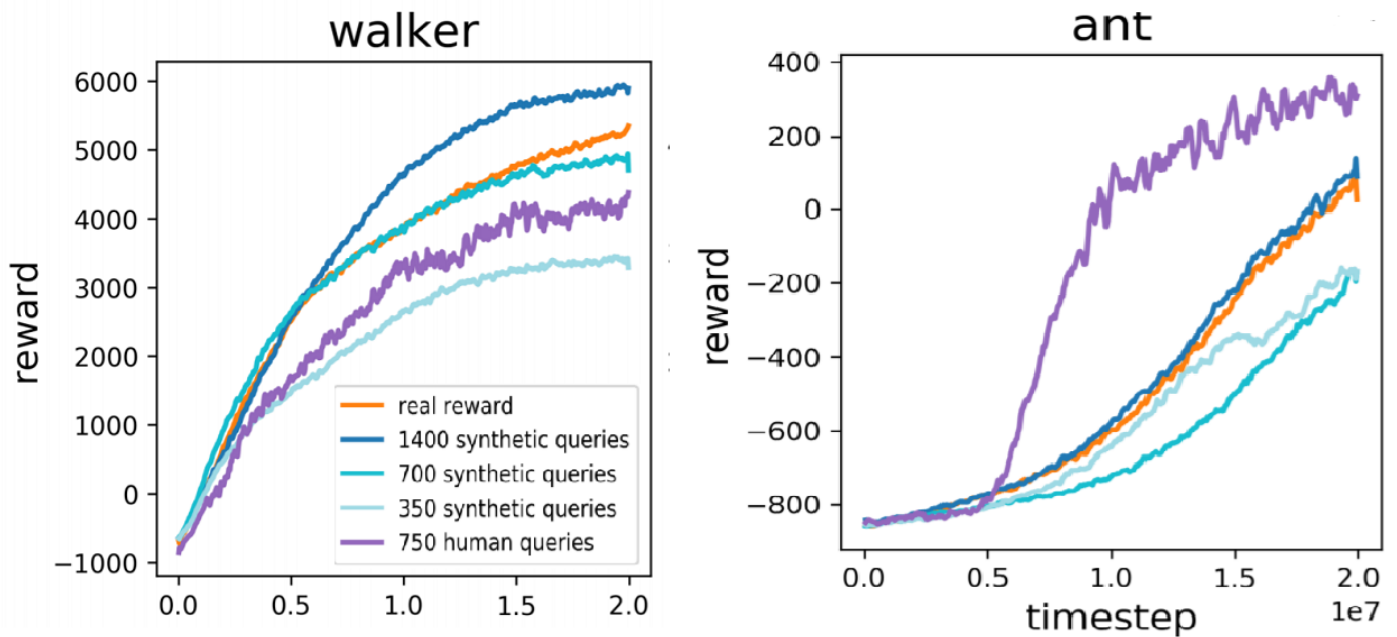 walker
6000
5000
4000
3000
2000
1000
0
−1000
reward
real reward
1400 synthetic queries
700 synthetic queries
350 synthetic queries
750 human queries
0.0 0.5 1.0 1.5 2.0
ant
400
200
0
−200
−400
−600
−800
reward
0.0 0.5 1.0 1.5 2.0
timestep 1e7